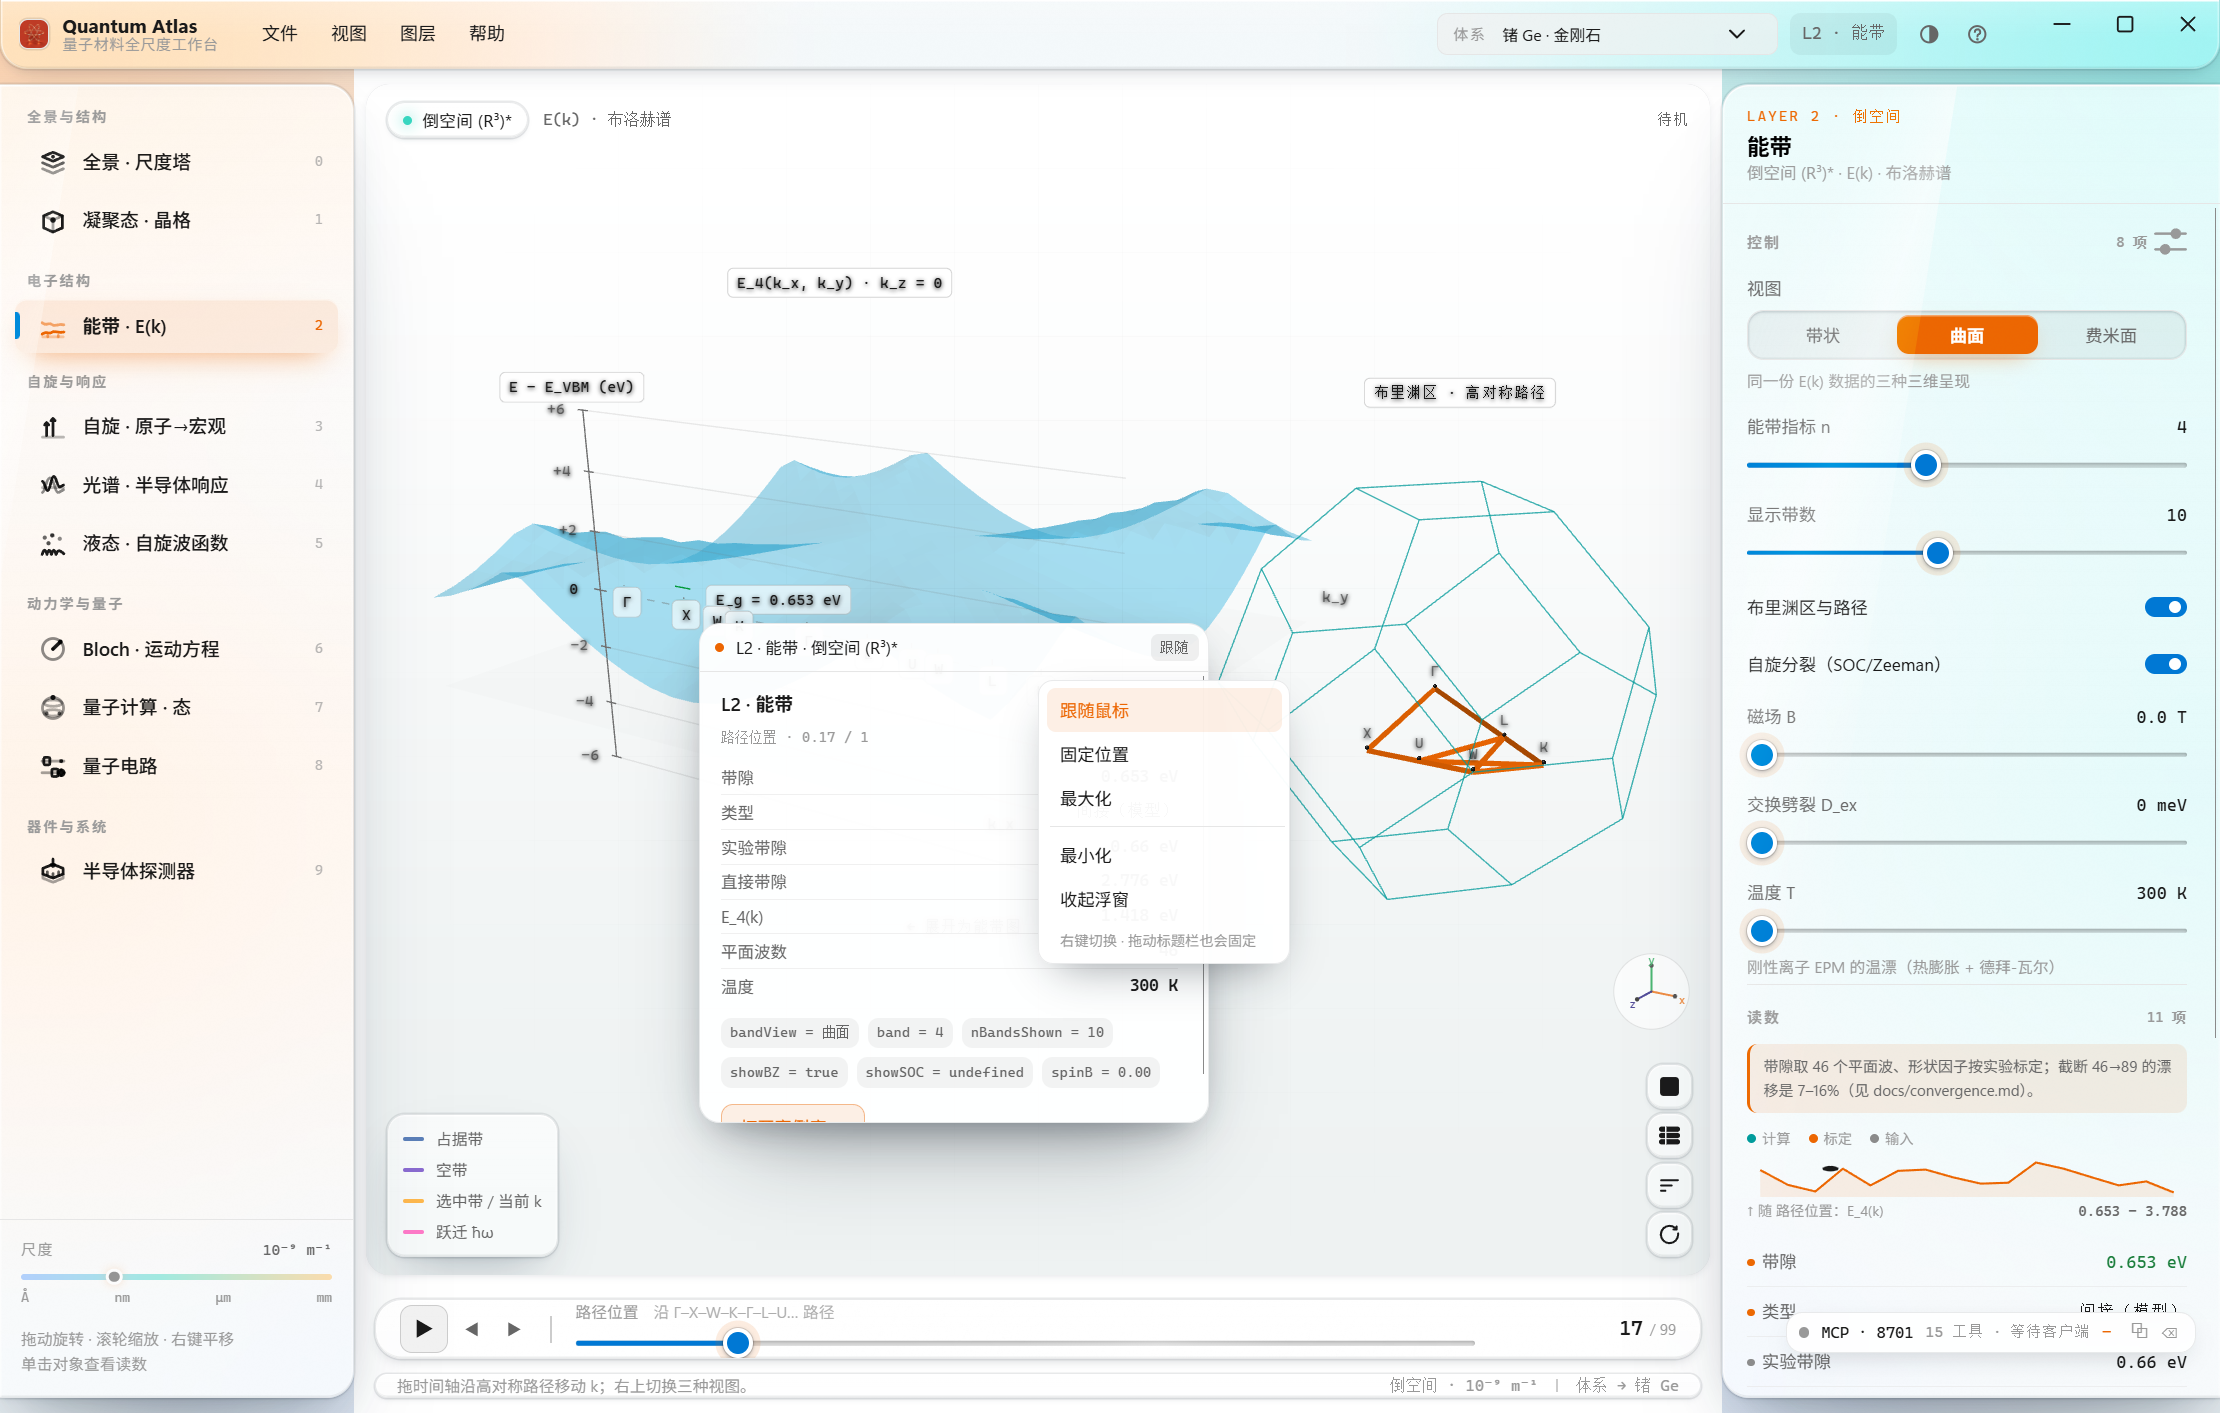 Quantum Atlas
量子材料全尺度工作台
文件 视图 图层 帮助
体系 锗 Ge · 金刚石
L2 · 能带
全景与结构
全景 · 尺度塔 0
凝聚态 · 晶格 1
电子结构
能带 · E(k) 2
自旋与响应
自旋 · 原子→宏观 3
光谱 · 半导体响应 4
液态 · 自旋波函数 5
动力学与量子
Bloch · 运动方程 6
量子计算 · 态 7
量子电路 8
器件与系统
半导体探测器 9
尺度 10⁻⁹ m⁻¹
Å nm µm mm
拖动旋转 · 滚轮缩放 · 右键平移
单击对象查看读数
倒空间 (R³)* E(k) · 布洛赫谱
待机
E_4(k_x, k_y) · k_z = 0
E − E_VBM (eV)
+6
+4
+2
0
−2
−4
−6
Γ
X
E_g = 0.653 eV
W
布里渊区 · 高对称路径
k_y
Γ
X
U
L
W
K
L2 · 能带 · 倒空间 (R³)* 跟随
L2 · 能带
路径位置 · 0.17 / 1
带隙 0.653 eV
类型
实验带隙 0.66 eV
直接带隙 2.776 eV
E_4(k) 1.418 eV
平面波数
温度 300 K
bandView = 曲面 band = 4 nBandsShown = 10
showBZ = true showSOC = undefined spinB = 0.00
跟随鼠标
固定位置
最大化
最小化
收起浮窗
右键切换 · 拖动标题栏也会固定
y
x
z
占据带
空带
选中带 / 当前 k
跃迁 ħω
路径位置 沿 Γ–X–W–K–Γ–L–U… 路径
17 / 99
拖时间轴沿高对称路径移动 k；右上切换三种视图。
倒空间 · 10⁻⁹ m⁻¹ | 体系 → 锗 Ge
LAYER 2 · 倒空间
能带
倒空间 (R³)* · E(k) · 布洛赫谱
控制 8 项
视图
带状 曲面 费米面
同一份 E(k) 数据的三种三维呈现
能带指标 n 4
显示带数 10
布里渊区与路径
自旋分裂（SOC/Zeeman）
磁场 B 0.0 T
交换劈裂 D_ex 0 meV
温度 T 300 K
刚性离子 EPM 的温漂（热膨胀 + 德拜-瓦尔）
读数 11 项
带隙取 46 个平面波、形状因子按实验标定；截断 46→89 的漂
移是 7–16%（见 docs/convergence.md）。
计算 标定 输入
↑ 随 路径位置：E_4(k) 0.653 – 3.788
带隙 0.653 eV
类型 间接（模型）
MCP · 8701 15 工具 · 等待客户端
实验带隙 0.66 eV